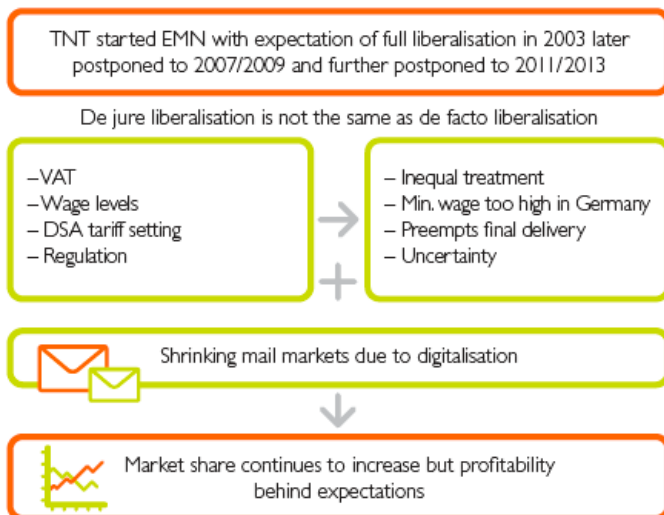 TNT started EMN with expectation of full liberalisation in 2003 later
postponed to 2007/2009 and further postponed to 2011/2013
De jure liberalisation is not the same as de facto liberalisation
– VAT
– Wage levels
– DSA tariff setting
– Regulation
– Inequal treatment
– Min. wage too high in Germany
– Preempts final delivery
– Uncertainty
Shrinking mail markets due to digitalisation
Market share continues to increase but profitability
behind expectations